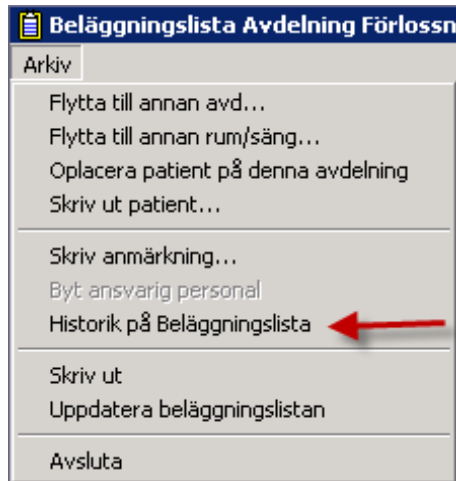 Beläggningslista Avdelning Förlossn
Arkiv
Flytta till annan avd...
Flytta till annan rum/säng...
Oplacera patient på denna avdelning
Skriv ut patient...
Skriv anmärkning...
Byt ansvarig personal
Historik på Beläggningslista
Skriv ut
Uppdatera beläggningslistan
Avsluta